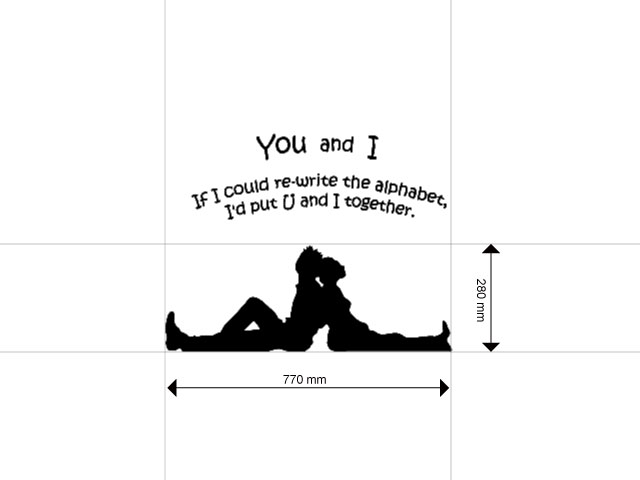 You and I
If I could re-write the alphabet,
I'd put U and I together.
280 mm
770 mm